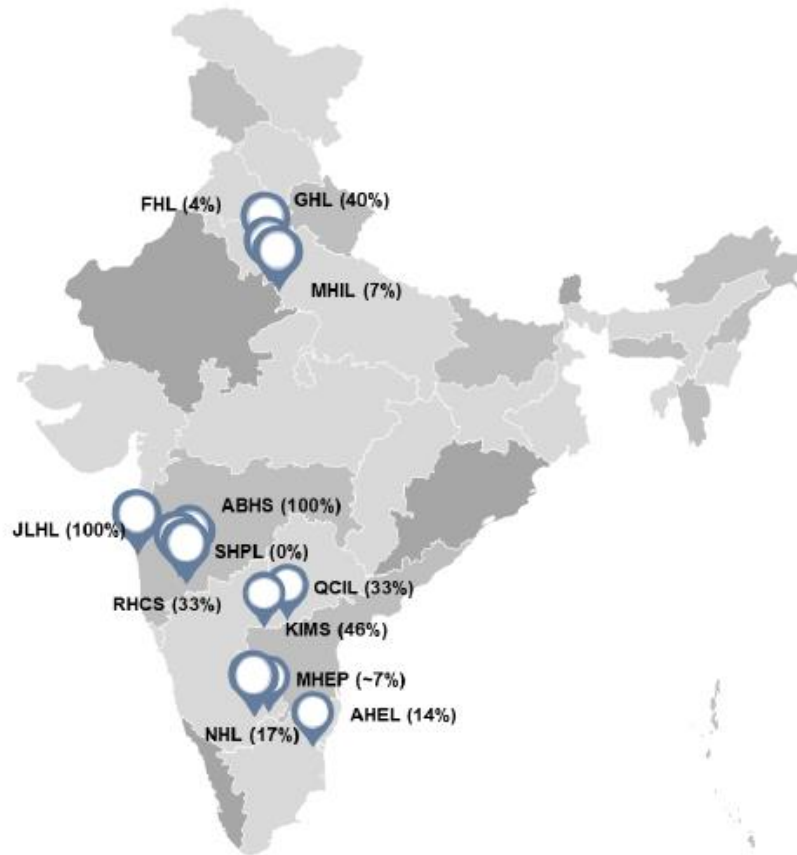 GHL (40%)
FHL (4%)
MHIL (7%)
ABHS (100%)
JLHL (100%)
SHPL (0%)
QCIL (33%)
RHCS (33%)
KIMS (46%)
MHEP (~7%)
AHEL (14%)
NHL (17%)